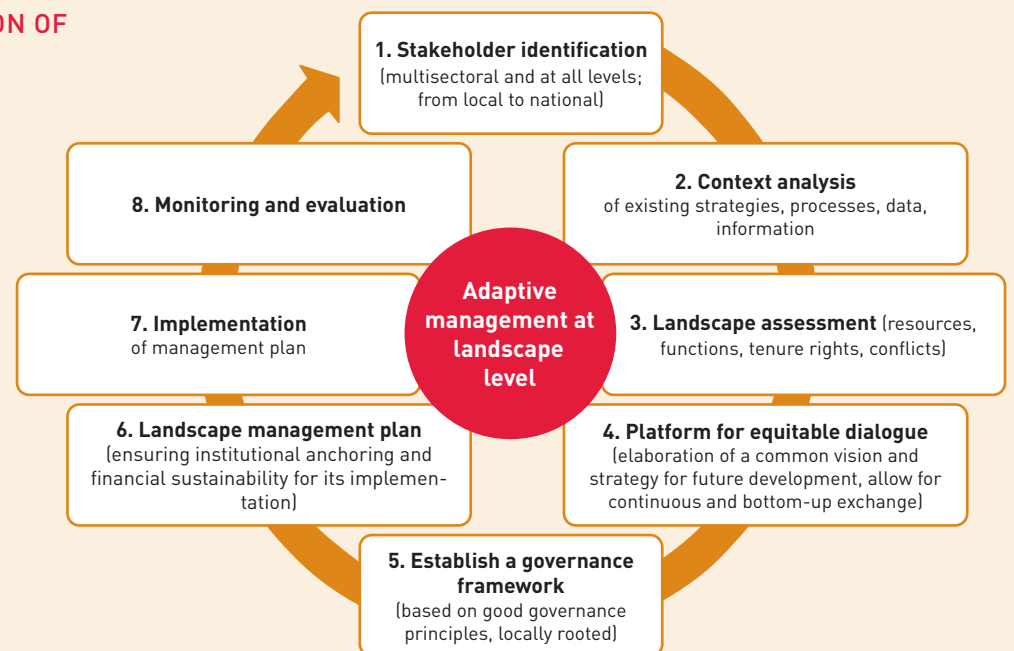 ON OF
1. Stakeholder identification
(multisectoral and at all levels;
from local to national)
2. Context analysis
of existing strategies, processes, data,
information
3. Landscape assessment (resources,
functions, tenure rights, conflicts)
4. Platform for equitable dialogue
(elaboration of a common vision and
strategy for future development, allow for
continuous and bottom-up exchange)
5. Establish a governance
framework
(based on good governance
principles, locally rooted)
6. Landscape management plan
(ensuring institutional anchoring and
financial sustainability for its implemen-
tation)
7. Implementation
of management plan
8. Monitoring and evaluation
Adaptive
management at
landscape
level